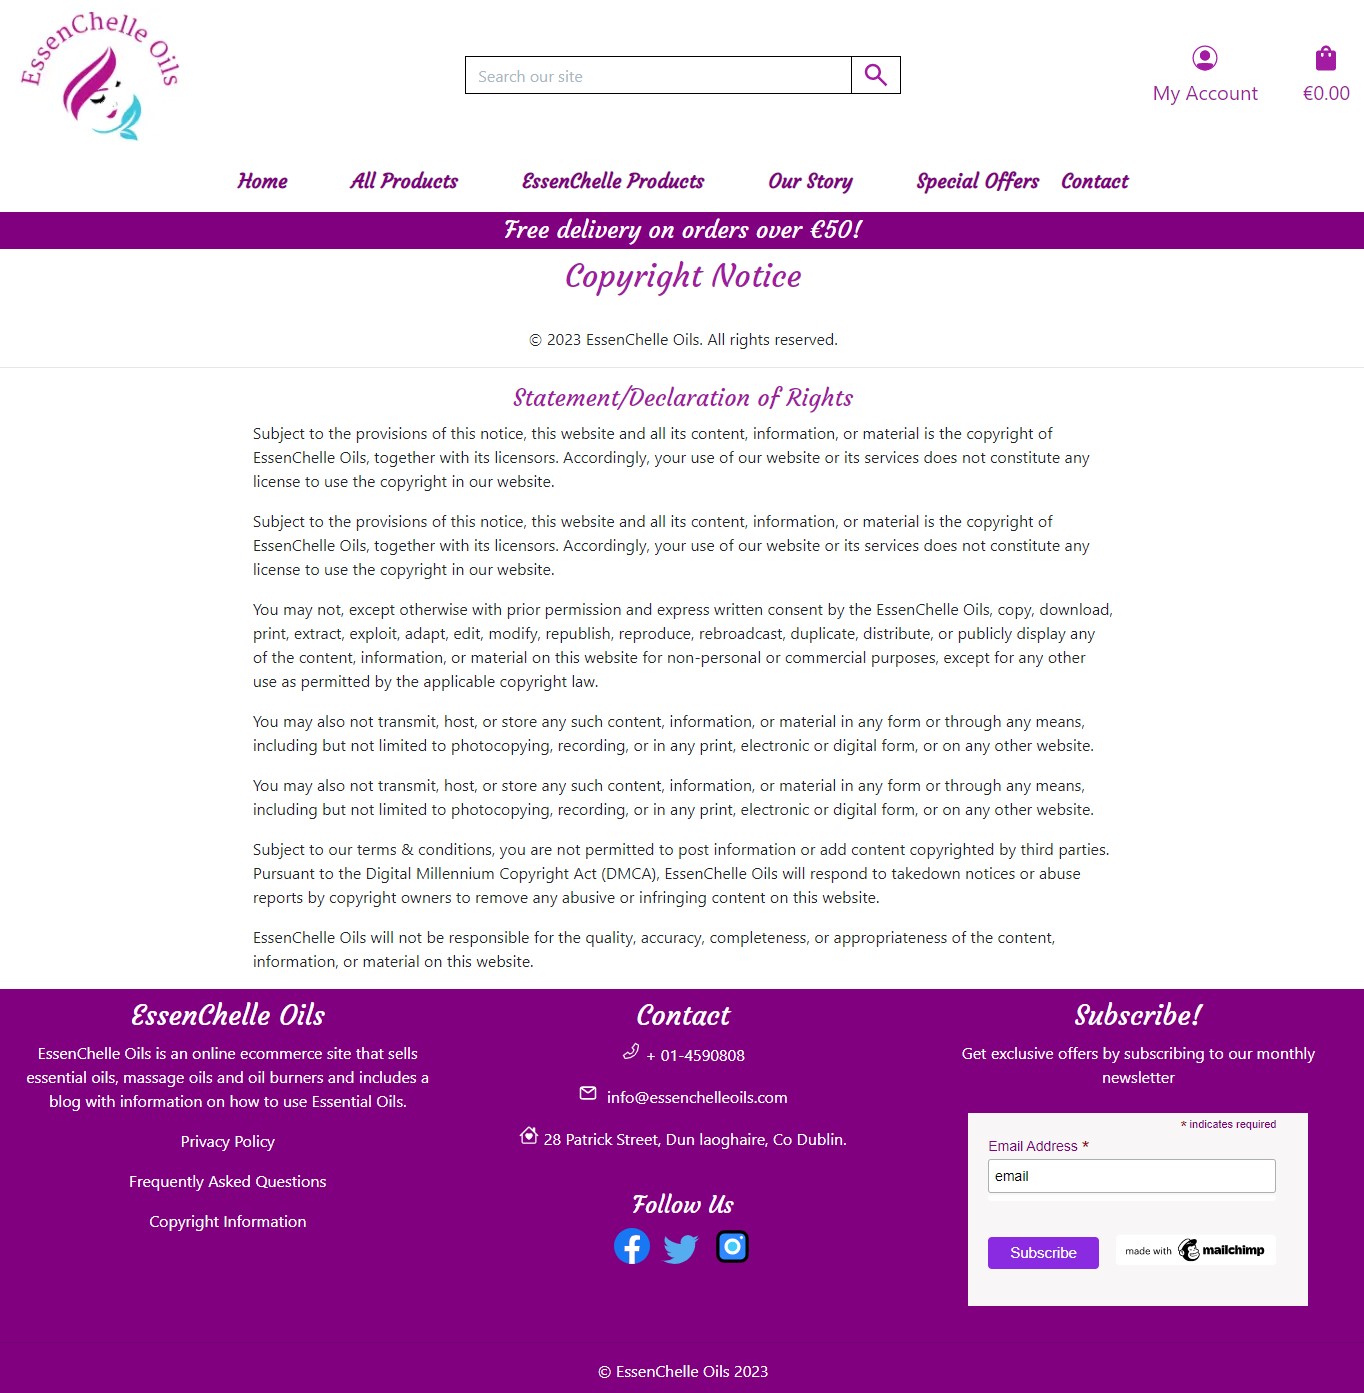 EssenChelle Oils
Search our site
My Account
€0.00
Home All Products EssenChelle Products Our Story Special Offers Contact
Free delivery on orders over €50!
Copyright Notice
© 2023 EssenChelle Oils. All rights reserved.
Statement/Declaration of Rights
Subject to the provisions of this notice, this website and all its content, information, or material is the copyright of
EssenChelle Oils, together with its licensors. Accordingly, your use of our website or its services does not constitute any
license to use the copyright in our website.
Subject to the provisions of this notice, this website and all its content, information, or material is the copyright of
EssenChelle Oils, together with its licensors. Accordingly, your use of our website or its services does not constitute any
license to use the copyright in our website.
You may not, except otherwise with prior permission and express written consent by the EssenChelle Oils, copy, download,
print, extract, exploit, adapt, edit, modify, republish, reproduce, rebroadcast, duplicate, distribute, or publicly display any
of the content, information, or material on this website for non-personal or commercial purposes, except for any other
use as permitted by the applicable copyright law.
You may also not transmit, host, or store any such content, information, or material in any form or through any means,
including but not limited to photocopying, recording, or in any print, electronic or digital form, or on any other website.
You may also not transmit, host, or store any such content, information, or material in any form or through any means,
including but not limited to photocopying, recording, or in any print, electronic or digital form, or on any other website.
Subject to our terms & conditions, you are not permitted to post information or add content copyrighted by third parties.
Pursuant to the Digital Millennium Copyright Act (DMCA), EssenChelle Oils will respond to takedown notices or abuse
reports by copyright owners to remove any abusive or infringing content on this website.
EssenChelle Oils will not be responsible for the quality, accuracy, completeness, or appropriateness of the content,
information, or material on this website.
EssenChelle Oils
EssenChelle Oils is an online ecommerce site that sells
essential oils, massage oils and oil burners and includes a
blog with information on how to use Essential Oils.
Privacy Policy
Frequently Asked Questions
Copyright Information
Contact
+ 01-4590808
info@essenchelleoils.com
28 Patrick Street, Dun laoghaire, Co Dublin.
Follow Us
Subscribe!
Get exclusive offers by subscribing to our monthly
newsletter
* indicates required
Email Address *
email
Subscribe
made with mailchimp
© EssenChelle Oils 2023